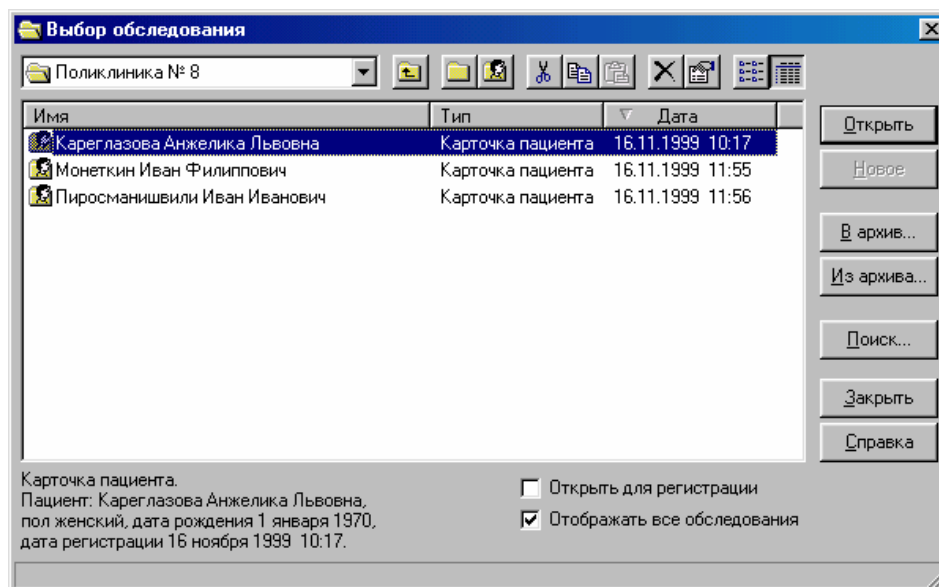 Выбор обследования
Поликлиника № 8
Имя Тип Дата
Кареглазова Анжелика Львовна Карточка пациента 16.11.1999 10:17
Монеткин Иван Филиппович Карточка пациента 16.11.1999 11:55
Пиросманишвили Иван Иванович Карточка пациента 16.11.1999 11:56
Открыть
Новое
В архив...
Из архива...
Поиск...
Закрыть
Справка
Карточка пациента.
Пациент: Кареглазова Анжелика Львовна,
пол женский, дата рождения 1 января 1970,
дата регистрации 16 ноября 1999 10:17.
Открыть для регистрации
Отображать все обследования